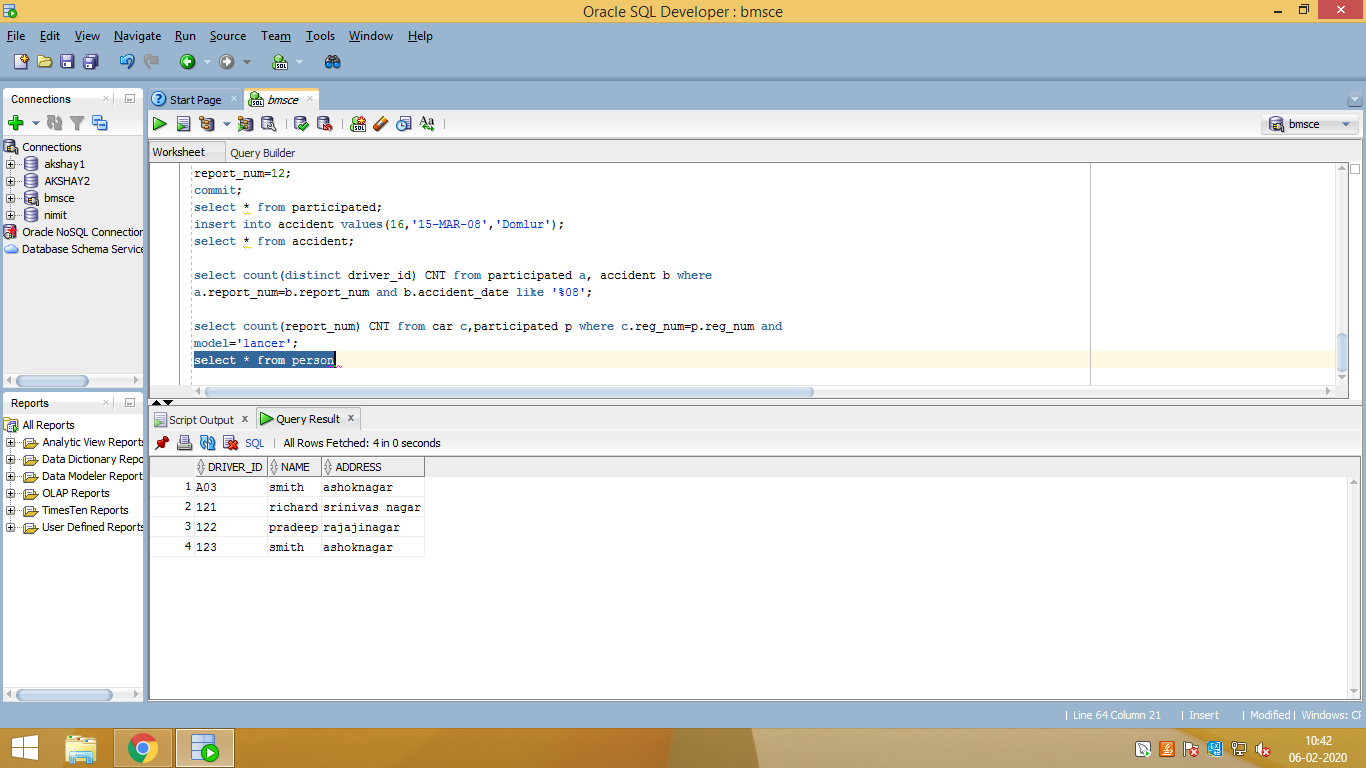 Oracle SQL Developer : bmsce
File Edit View Navigate Run Source Team Tools Window Help
Connections
Connections
akshay1
AKSHAY2
bmsce
nimit
Oracle NoSQL Connection
Database Schema Service
Reports
All Reports
Analytic View Reports
Data Dictionary Repo
Data Modeler Report
OLAP Reports
TimesTen Reports
User Defined Reports
Start Page bmsce
bmsce
Worksheet Query Builder
report_num=12;
commit;
select * from participated;
insert into accident values(16,'15-MAR-08','Domlur');
select * from accident;
select count(distinct driver_id) CNT from participated a, accident b where
a.report_num=b.report_num and b.accident_date like '%08';
select count(report_num) CNT from car c,participated p where c.reg_num=p.reg_num and
model='lancer';
select * from person
Script Output x Query Result x
SQL | All Rows Fetched: 4 in 0 seconds
DRIVER_ID NAME ADDRESS
1 A03 smith ashoknagar
2 121 richard srinivas nagar
3 122 pradeep rajajinagar
4 123 smith ashoknagar
| Line 64 Column 21 | Insert | Modified | Windows: CF
10:42
06-02-2020